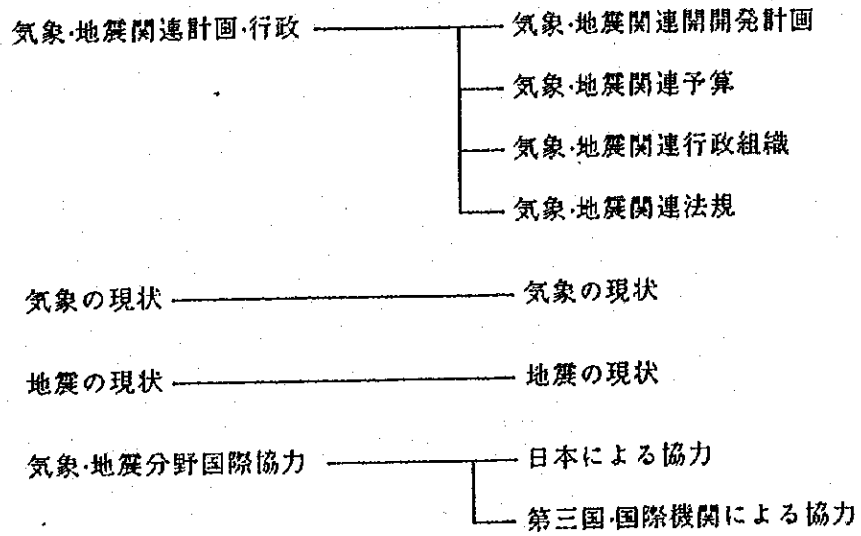 気象·地震関連計画·行政
気象·地震関連開開発計画
気象·地震関連予算
気象·地震関連行政組織
気象·地震関連法規
気象の現状
気象の現状
地震の現状
地震の現状
気象·地震分野国際協力
日本による協力
第三国·国際機関による協力